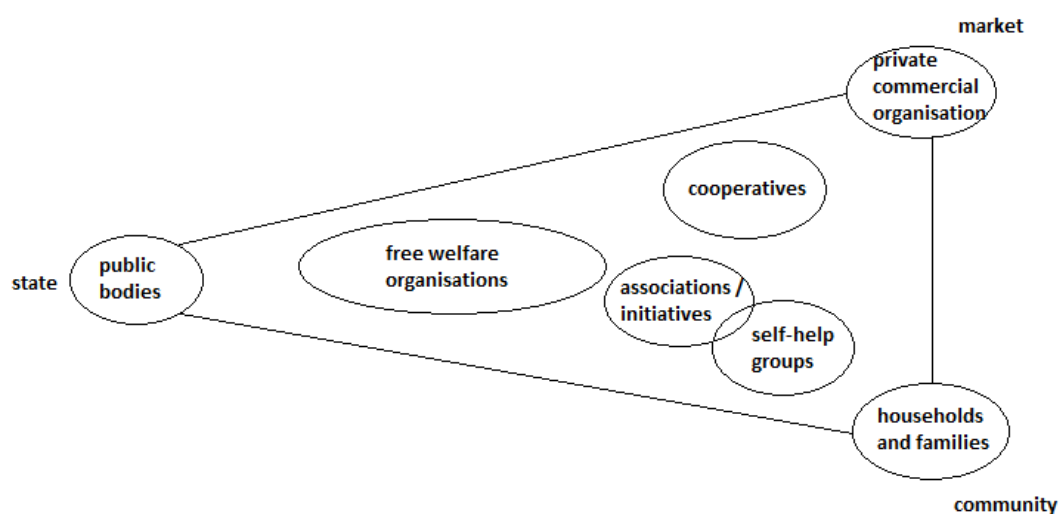 market
private
commercial
organisation
cooperatives
free welfare
organisations
state
public
bodies
associations /
initiatives
self-help
groups
households
and families
community